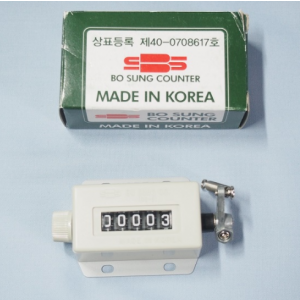 상표등록 제40-0708617호
SBS
BO SUNG COUNTER
MADE IN KOREA
BO SUNG
COUNTER
MADE IN KOREA
00003